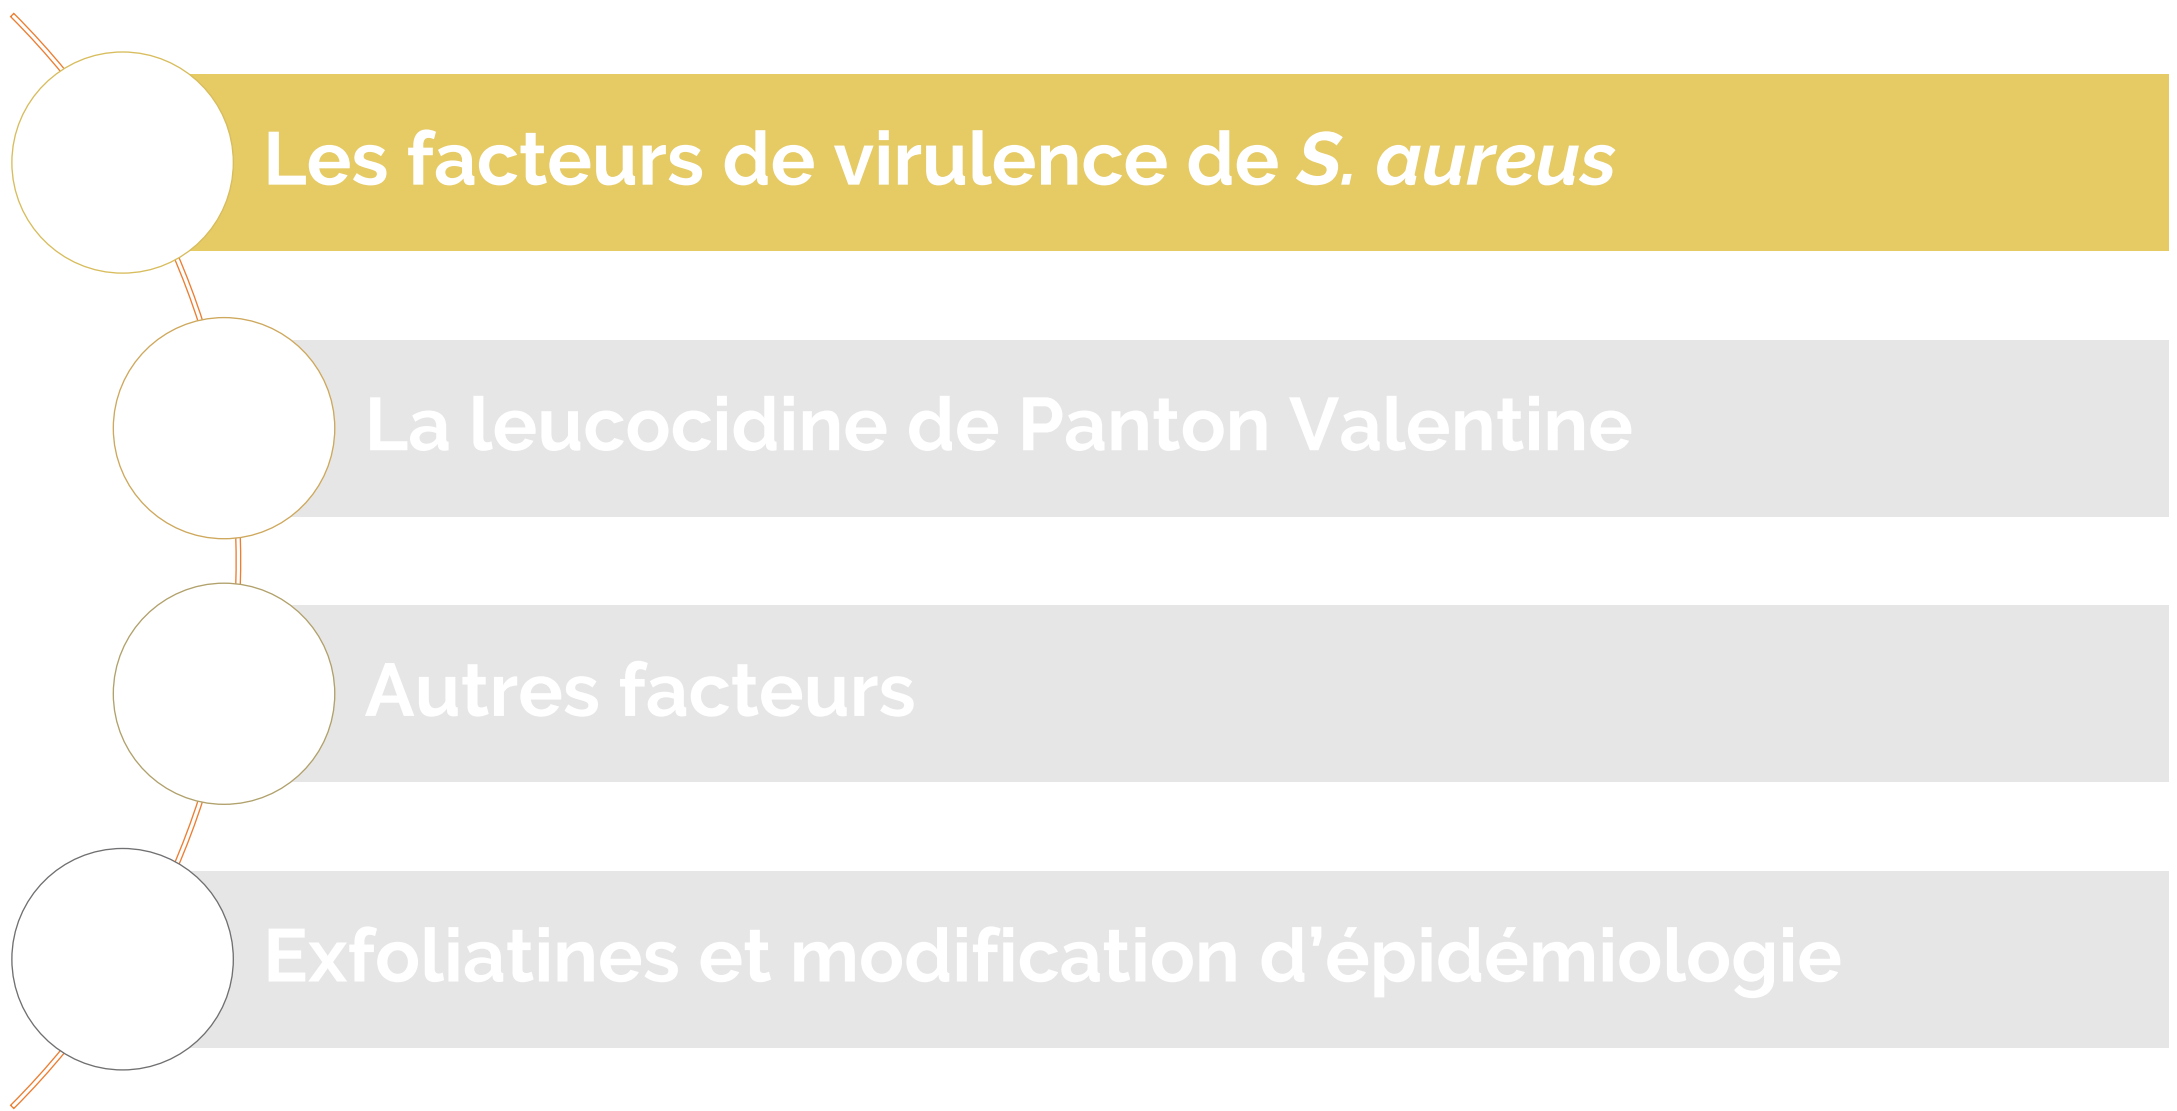 Les facteurs de virulence de S. aureus
La leucocidine de Panton Valentine
Autres facteurs
Exfoliatines et modification d’épidémiologie